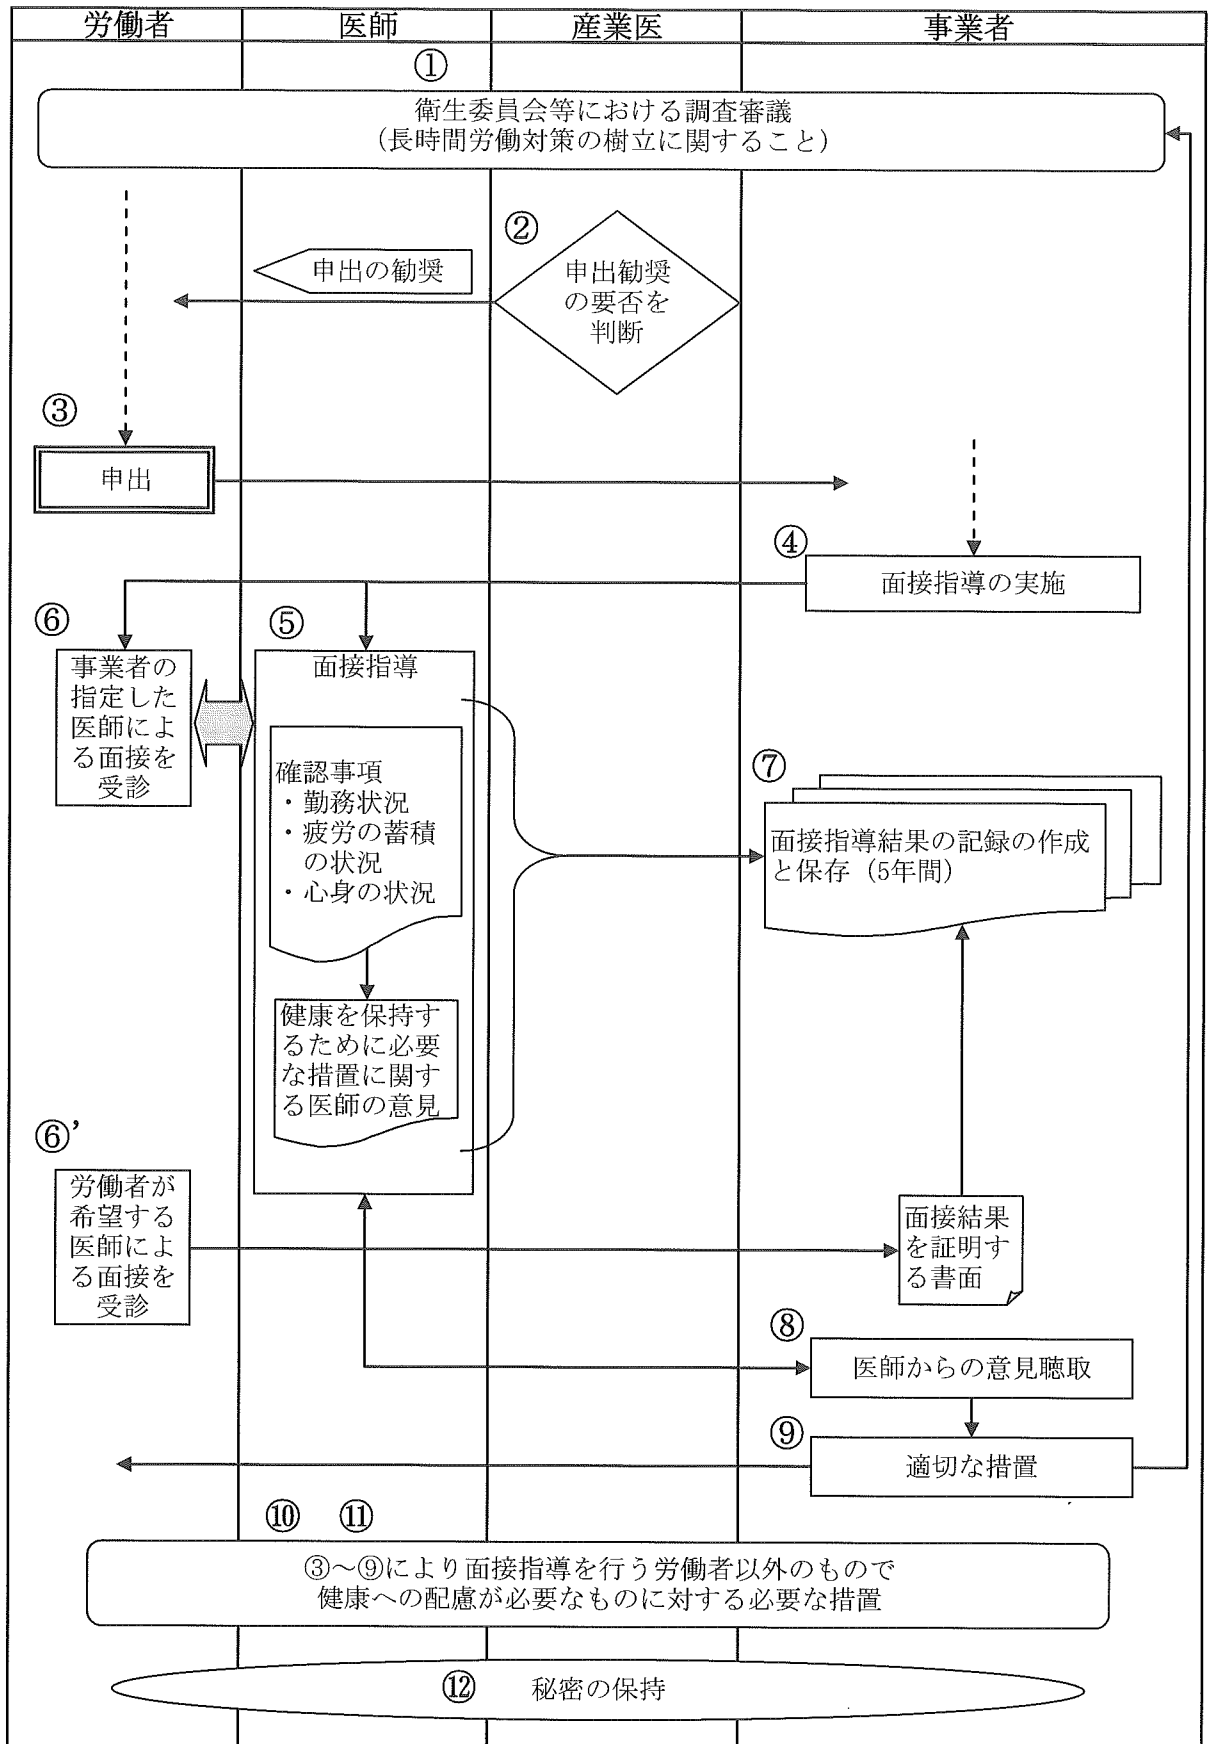 労働者
医師
産業医
事業者
①
衛生委員会等における調査審議
（長時間労働対策の樹立に関すること）
②
申出の勧奨
申出勧奨
の要否を
判断
③
申出
④
面接指導の実施
⑥
事業者の
指定した
医師によ
る面接を
受診
⑤
面接指導
確認事項
・勤務状況
・疲労の蓄積
の状況
・心身の状況
⑦
面接指導結果の記録の作成
と保存（5年間）
健康を保持す
るために必要
な措置に関す
る医師の意見
⑥’
労働者が
希望する
医師によ
る面接を
受診
面接結果
を証明す
る書面
⑧
医師からの意見聴取
⑨
適切な措置
⑩ ⑪
③～⑨により面接指導を行う労働者以外のもので
健康への配慮が必要なものに対する必要な措置
⑫ 秘密の保持